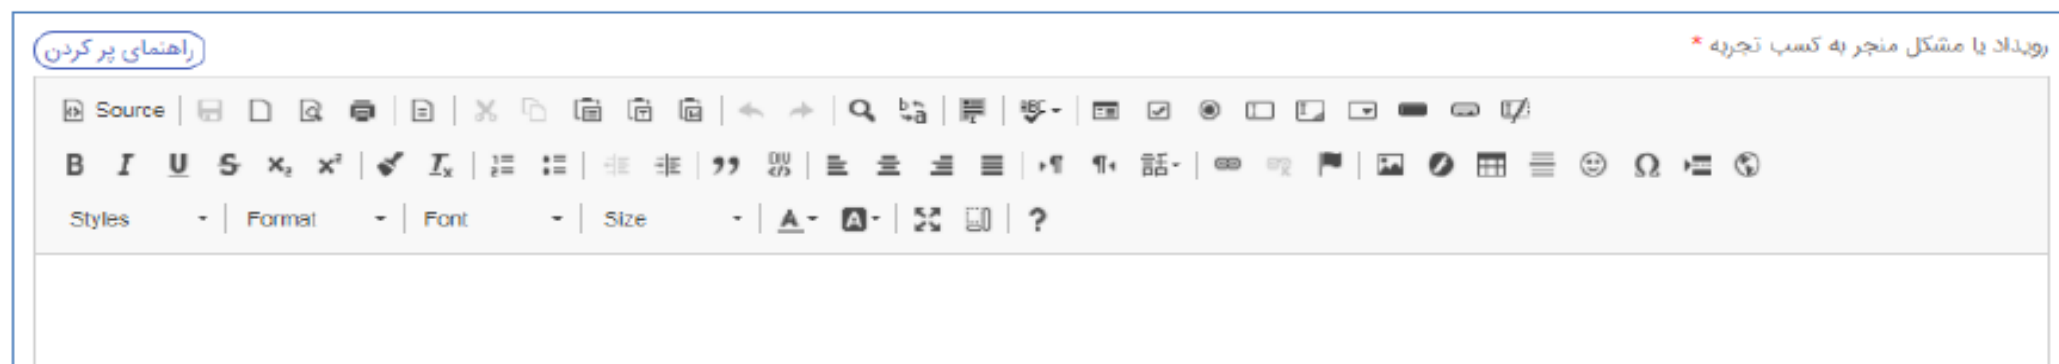 رویداد یا مشکل منجر به کسب تجربه *
راهنمای پر کردن
Source
Styles Format Font Size